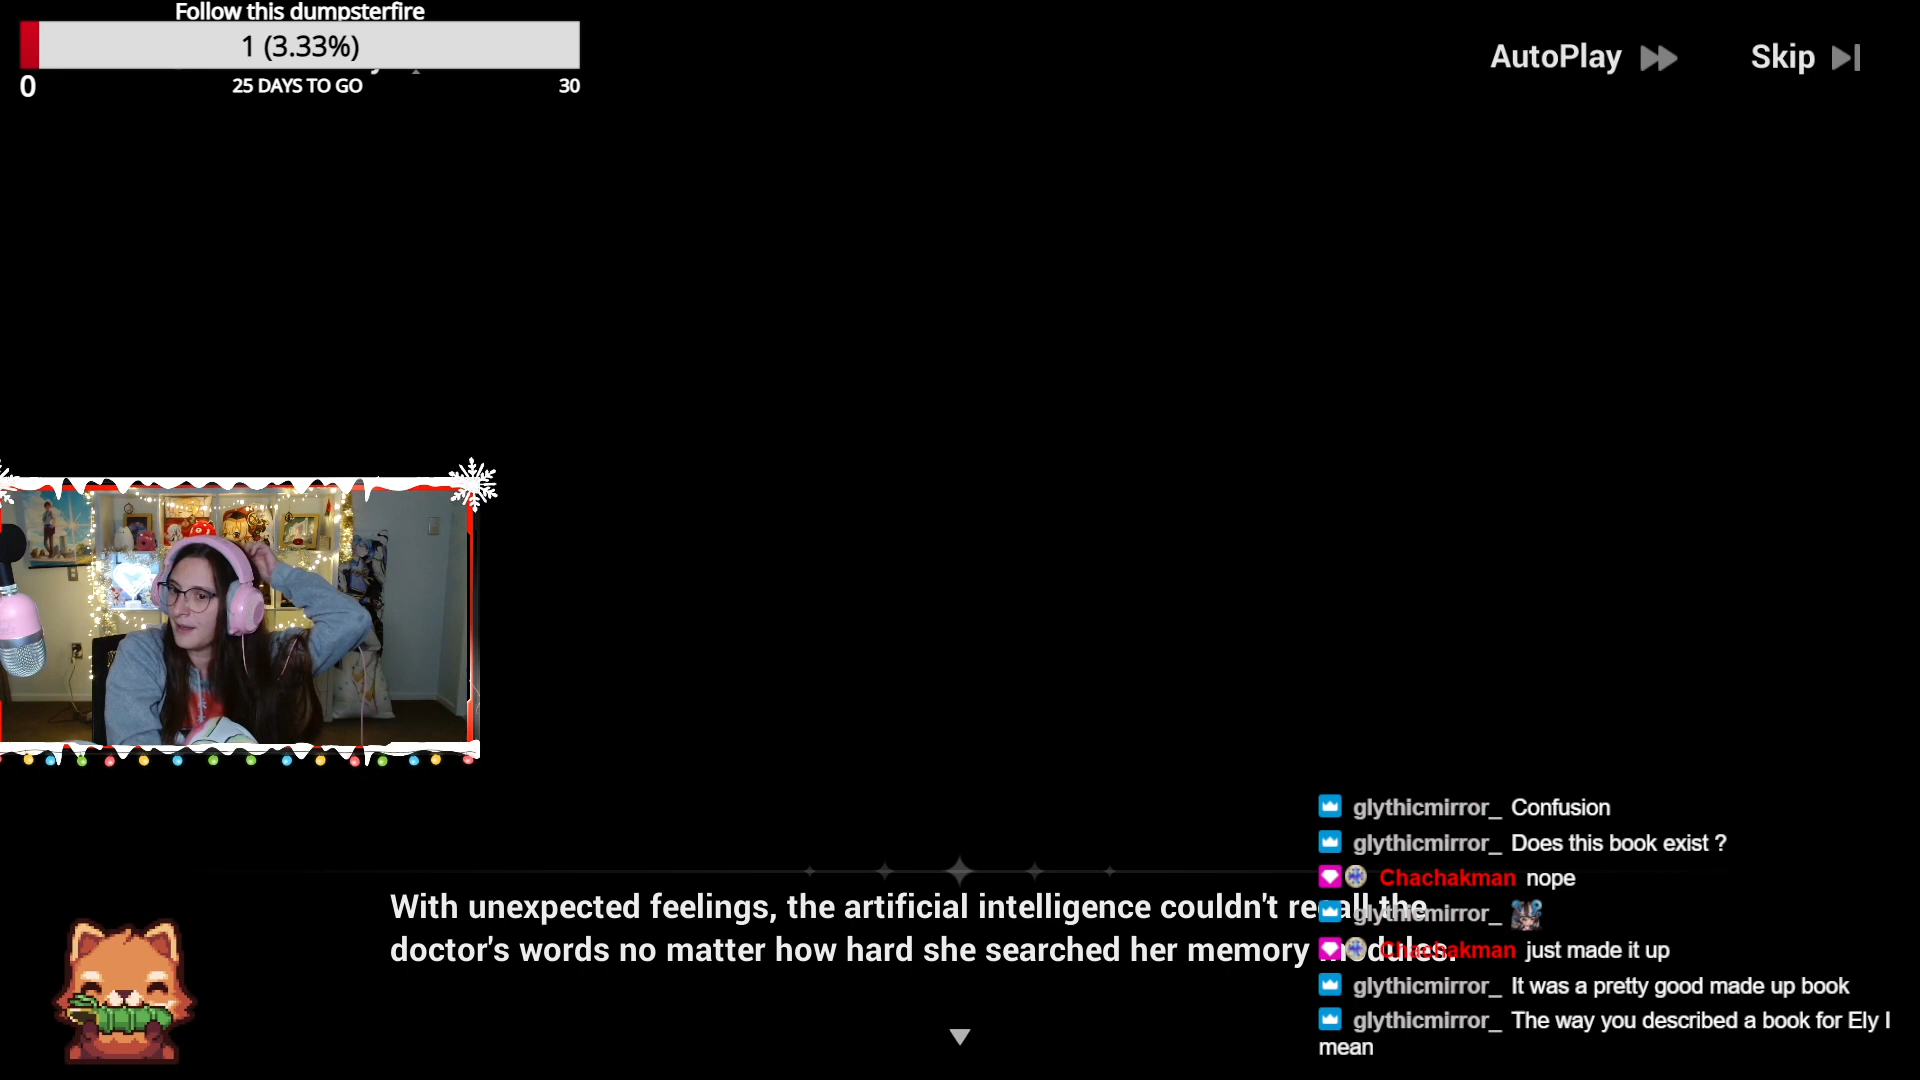 Follow this dumpsterfire
1 (3.33%)
0
25 DAYS TO GO
30
AutoPlay
Skip
glythicmirror_ Confusion
glythicmirror_ Does this book exist ?
Chachakman nope
glythicmirror_
Chachakman just made it up
glythicmirror_ It was a pretty good made up book
glythicmirror_ The way you described a book for Ely I
mean
With unexpected feelings, the artificial intelligence couldn't recall the
doctor's words no matter how hard she searched her memory modules.